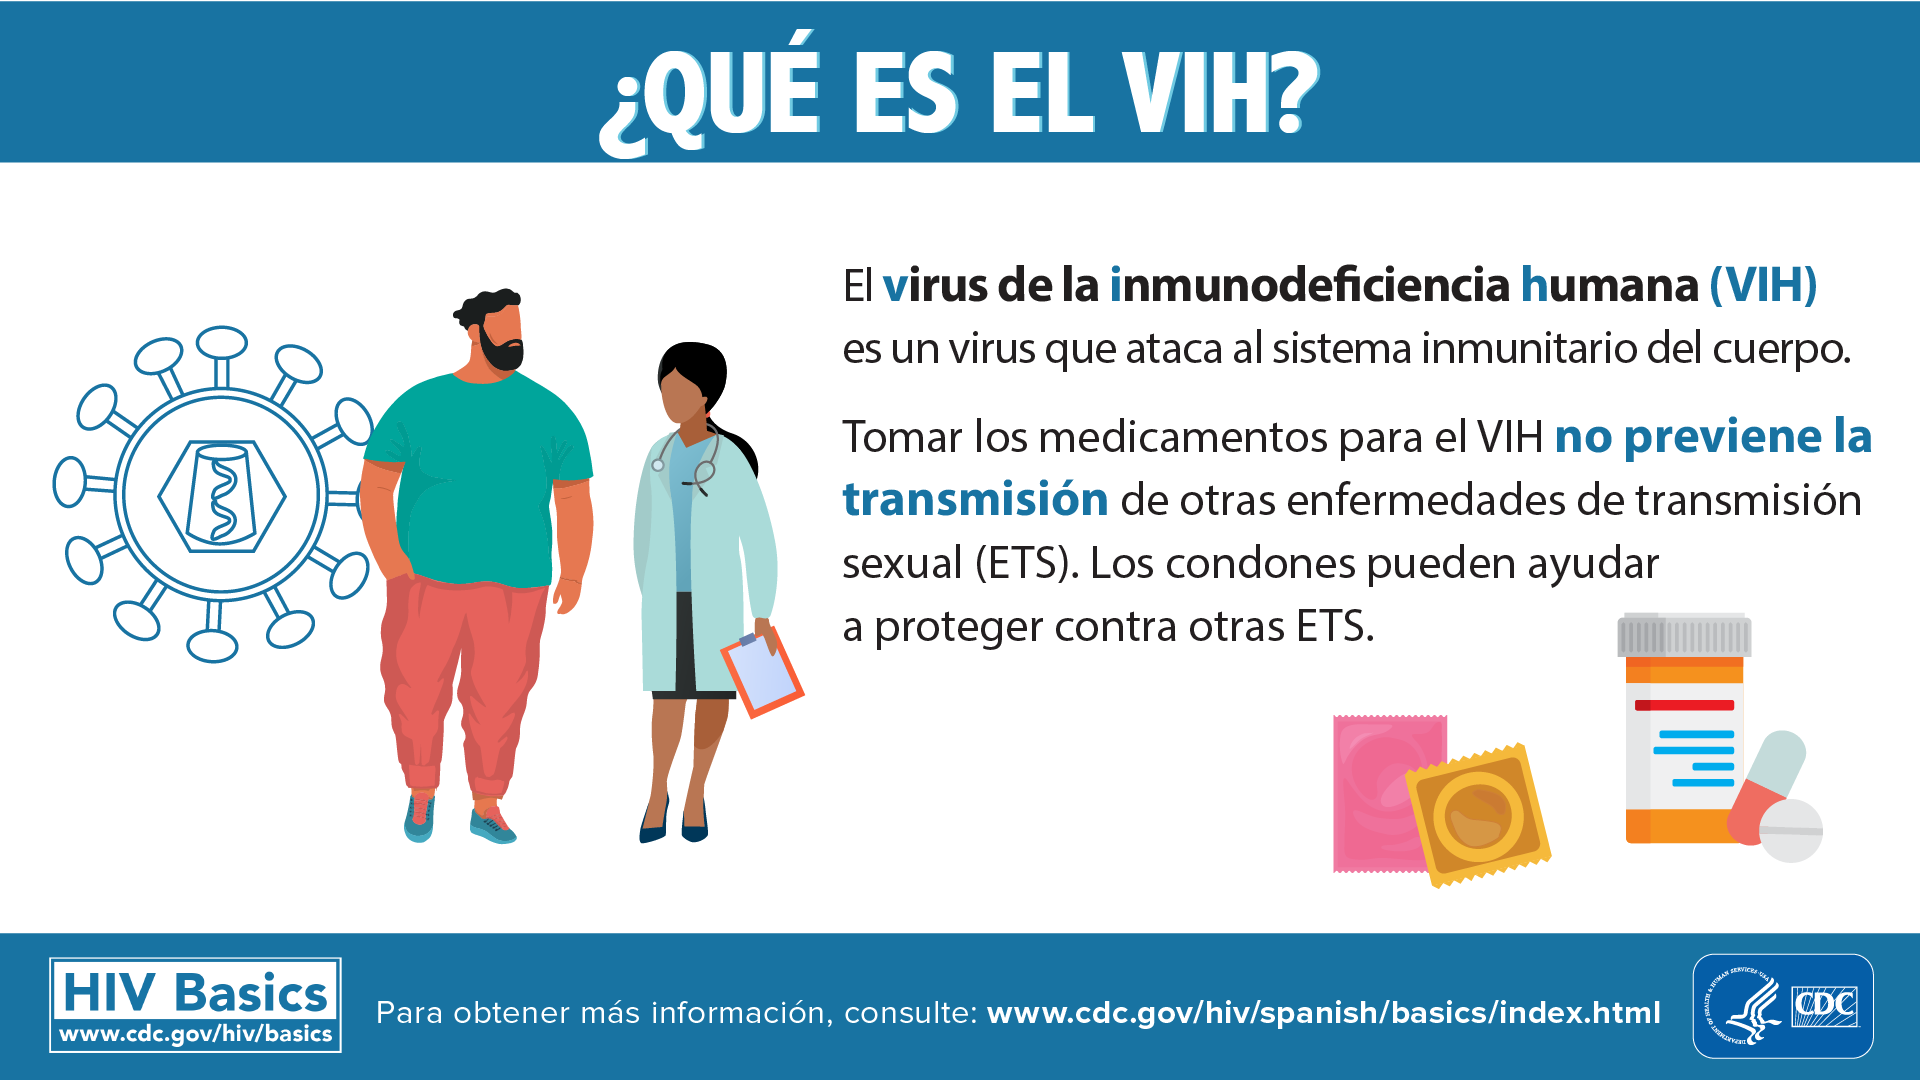 ¿QUÉ ES EL VIH?
El virus de la inmunodeficiencia humana (VIH)
es un virus que ataca al sistema inmunitario del cuerpo.
Tomar los medicamentos para el VIH no previene la
transmisión de otras enfermedades de transmisión
sexual (ETS). Los condones pueden ayudar
a proteger contra otras ETS.
HIV Basics
www.cdc.gov/hiv/basics
Para obtener más información, consulte: www.cdc.gov/hiv/spanish/basics/index.html
DEPARTMENT OF HEALTH & HUMAN SERVICES·USA
CDC